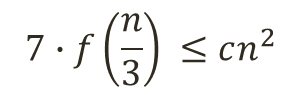 7 · f(n/3) ≤ cn²